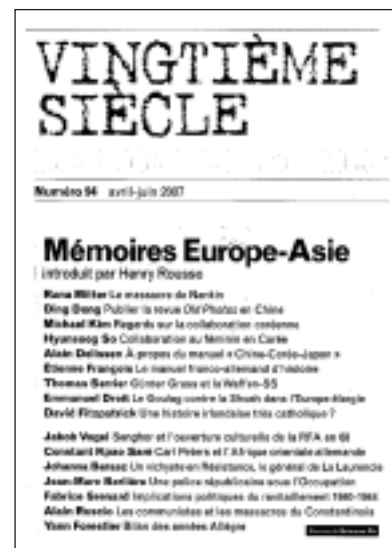 VINGTIÈME
SIÈCLE
Numéro 94 avril-juin 2007
Mémoires Europe-Asie
introduit par Henry Rousso
Rana Mitter Le massacre de Nankin
Ding Dong Publier la revue Old Photos en Chine
Michael Kim Regards sur la collaboration coréenne
Hyunseog So Collaboration au féminin en Corée
Alain Delissen À propos du manuel « Chine-Corée-Japon »
Étienne François Le manuel franco-allemand d'histoire
Thomas Serrier Günter Grass et la Waffen-SS
Emmanuel Droit Le Goulag contre la Shoah dans l'Europe élargie
David Fitzpatrick Une histoire irlandaise très catholique ?
Jakob Vogel Senghor et l'ouverture culturelle de la RFA en 60
Constant Kpao Sarè Carl Peters et l'Afrique orientale allemande
Johanna Barasz Un vichyste en Résistance, le général de La Laurencie
Jean-Marc Berlière Une police républicaine sous l'Occupation
Fabrice Grenard Implications politiques du ravitaillement 1940-1944
Alain Ruscio Les communistes et les massacres du Constantinois
Yann Forestier Bilan des années Allègre